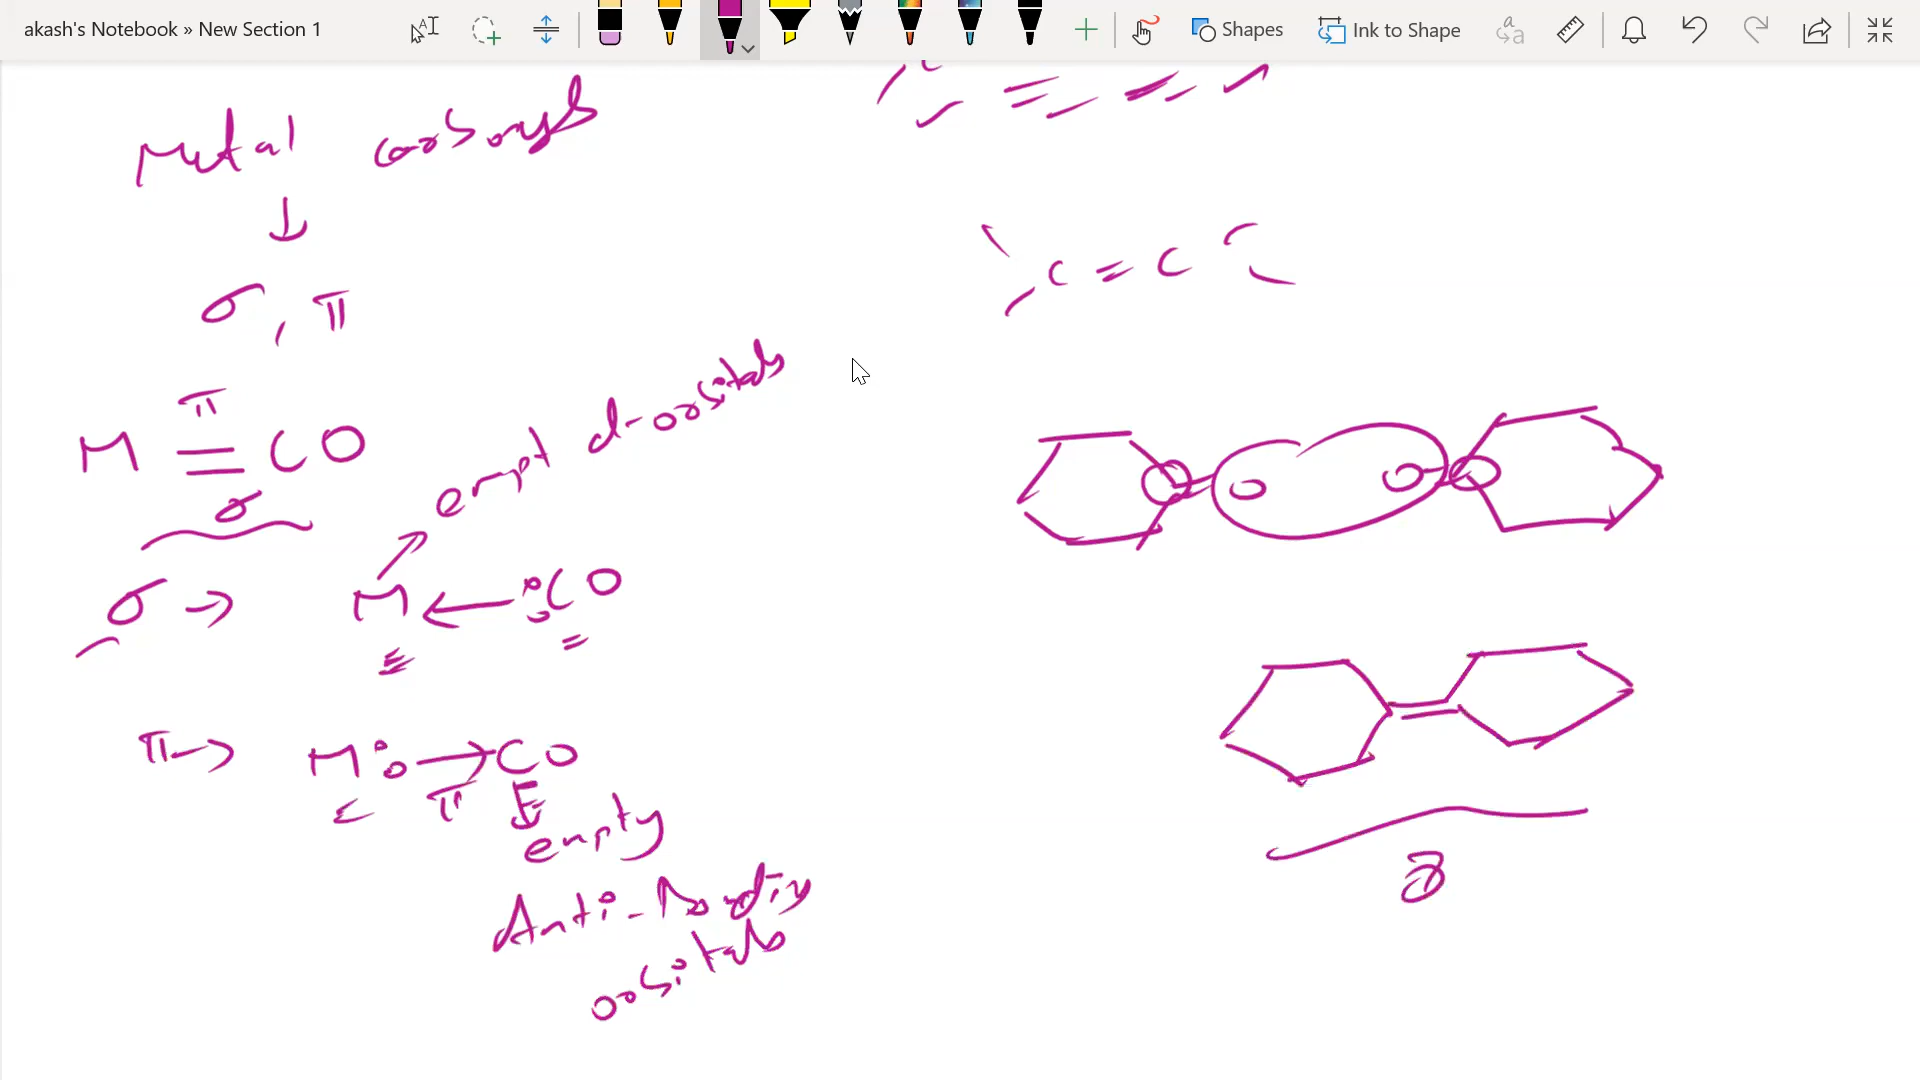 akash's Notebook » New Section 1
Shapes
Ink to Shape
Metal carbonyls
↓
σ, π
π
M = CO
σ
empt d-orbitals
σ → M ← :CO
π → M: → CO
π
empty
Anti-bonding
orbitals
C = C
O O